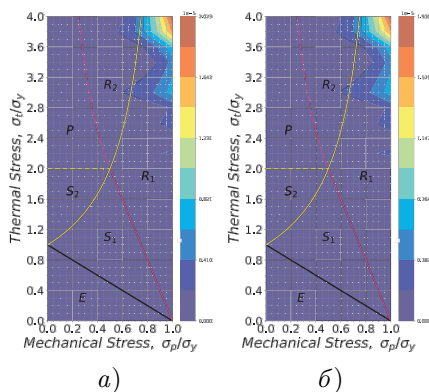 4.0
3.6
3.2
2.8
2.4
2.0
1.6
1.2
0.8
0.4
0.0
Thermal Stress, σt/σy
R2
P
R1
S2
S1
E
0.0 0.2 0.4 0.6 0.8 1.0
Mechanical Stress, σp/σy
1e-5
а)
4.0
3.6
3.2
2.8
2.4
2.0
1.6
1.2
0.8
0.4
0.0
Thermal Stress, σt/σy
R2
P
R1
S2
S1
E
0.0 0.2 0.4 0.6 0.8 1.0
Mechanical Stress, σp/σy
1e-5
б)